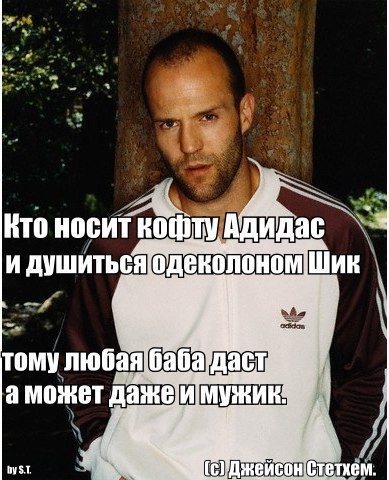 Кто носит кофту Адидас
и душиться одеколоном Шик
adidas
тому любая баба даст
а может даже и мужик.
by S.T.
(с) Джейсон Стетхем.